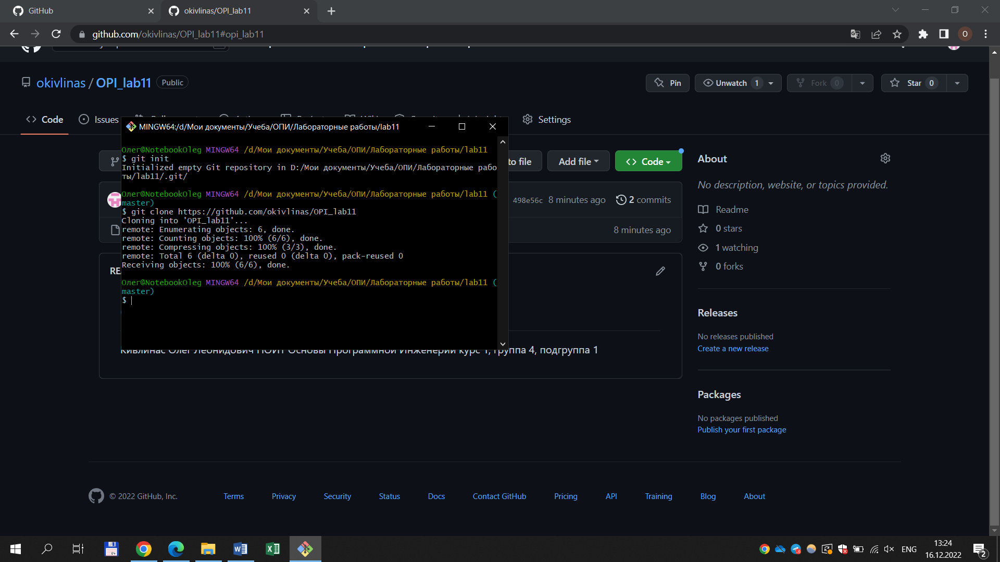 GitHub
okivlinas/OPI_lab11
github.com/okivlinas/OPI_lab11#opi_lab11
O
okivlinas / OPI_lab11 Public
Pin
Unwatch 1
Fork 0
Star 0
Code
Issues
Settings
MINGW64:/d/Мои документы/Учеба/ОПИ/Лабораторные работы/lab11
Олег@NotebookOleg MINGW64 /d/Мои документы/Учеба/ОПИ/Лабораторные работы/lab11
$ git init
Initialized empty Git repository in D:/Мои документы/Учеба/ОПИ/Лабораторные рабо
ты/lab11/.git/
Олег@NotebookOleg MINGW64 /d/Мои документы/Учеба/ОПИ/Лабораторные работы/lab11 (
master)
$ git clone https://github.com/okivlinas/OPI_lab11
Cloning into 'OPI_lab11'...
remote: Enumerating objects: 6, done.
remote: Counting objects: 100% (6/6), done.
remote: Compressing objects: 100% (3/3), done.
remote: Total 6 (delta 0), reused 0 (delta 0), pack-reused 0
Receiving objects: 100% (6/6), done.
Олег@NotebookOleg MINGW64 /d/Мои документы/Учеба/ОПИ/Лабораторные работы/lab11 (
master)
$
to file
Add file
Code
498e56c 8 minutes ago 2 commits
8 minutes ago
RE
Кивлинас Олег Леонидович ПОИТ Основы Программной Инженерии курс 1, группа 4, подгруппа 1
About
No description, website, or topics provided.
Readme
0 stars
1 watching
0 forks
Releases
No releases published
Create a new release
Packages
No packages published
Publish your first package
© 2022 GitHub, Inc.
Terms
Privacy
Security
Status
Docs
Contact GitHub
Pricing
API
Training
Blog
About
64
ENG
13:24
16.12.2022
2